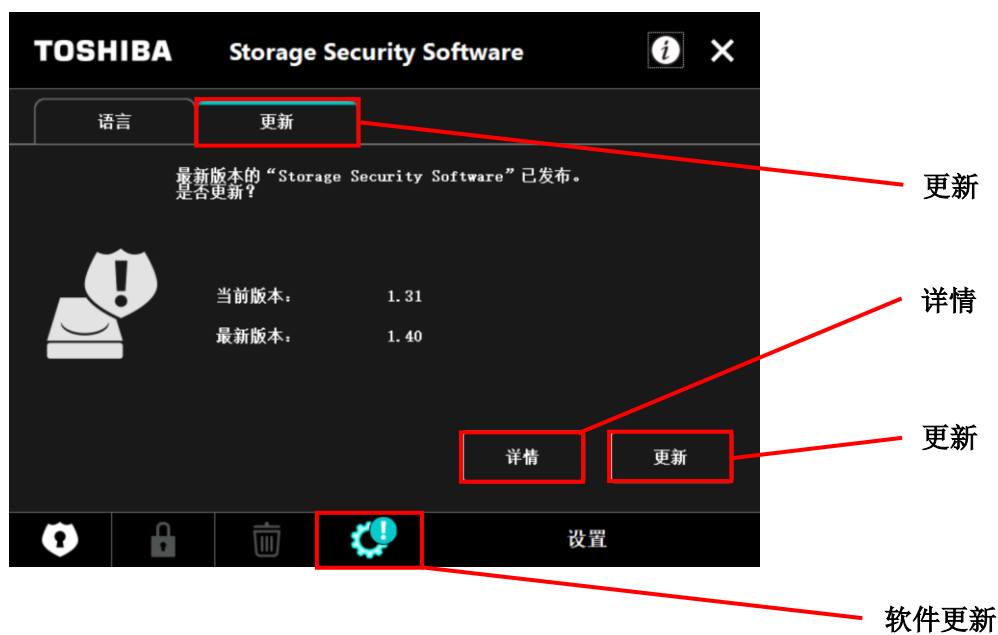 TOSHIBA Storage Security Software
语言 更新
最新版本的“Storage Security Software”已发布。
是否更新?
更新
当前版本: 1.31
详情
最新版本: 1.40
更新
详情 更新
设置
软件更新